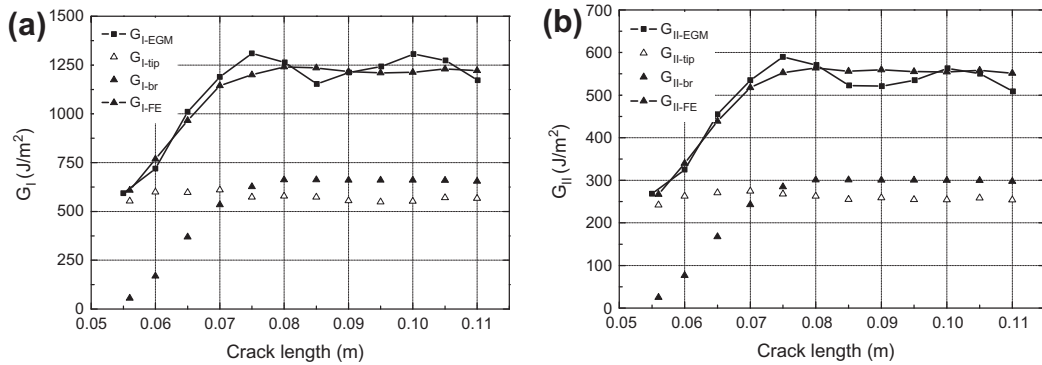 (a)
1500
1250
1000
750
500
250
0
G_I (J/m²)
G_I-EGM
G_I-tip
G_I-br
G_I-FE
0.05 0.06 0.07 0.08 0.09 0.10 0.11
Crack length (m)
(b)
700
600
500
400
300
200
100
0
G_II (J/m²)
G_II-EGM
G_II-tip
G_II-br
G_II-FE
0.05 0.06 0.07 0.08 0.09 0.10 0.11
Crack length (m)